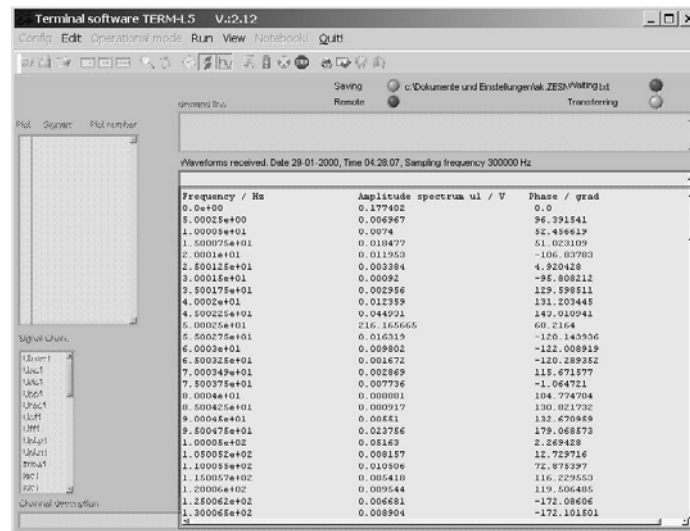 Terminal software TERM-L5 V.:2.12
Config Edit Operational mode Run View Notebook! Quit!
Saving c:\Dokumente und Einstellungen\ak.ZES\ Waiting txt
Remote Transferring
demand line
Plot Signals Plot number
Waveforms received. Date 29-01-2000, Time 04:28:07, Sampling frequency 300000 Hz
Frequency / Hz Amplitude spectrum u1 / V Phase / grad
0.0e+00 0.177402 0.0
5.00025e+00 0.006967 96.391541
1.00005e+01 0.0074 52.456619
1.500075e+01 0.018477 51.023109
2.0001e+01 0.011953 -106.83783
2.500125e+01 0.003384 4.920428
3.00015e+01 0.00092 -95.808212
3.500175e+01 0.002956 129.598511
4.0002e+01 0.012359 131.203445
4.500225e+01 0.044931 143.010941
5.00025e+01 216.165665 60.2164
5.500275e+01 0.016319 -120.143936
6.0003e+01 0.009802 -122.008919
6.500325e+01 0.001672 -120.289352
7.000349e+01 0.002869 115.671577
7.500375e+01 0.007736 -1.064721
8.0004e+01 0.008881 104.774704
8.500425e+01 0.000917 130.821732
9.00045e+01 0.00551 132.670959
9.500475e+01 0.023756 179.068573
1.00005e+02 0.05163 2.269428
1.050052e+02 0.008157 12.729716
1.100055e+02 0.010506 72.875397
1.150057e+02 0.005418 116.229553
1.20006e+02 0.009544 119.506485
1.250062e+02 0.006681 -172.08606
1.300065e+02 0.008904 -172.101501
Signal Chan.
Channel description